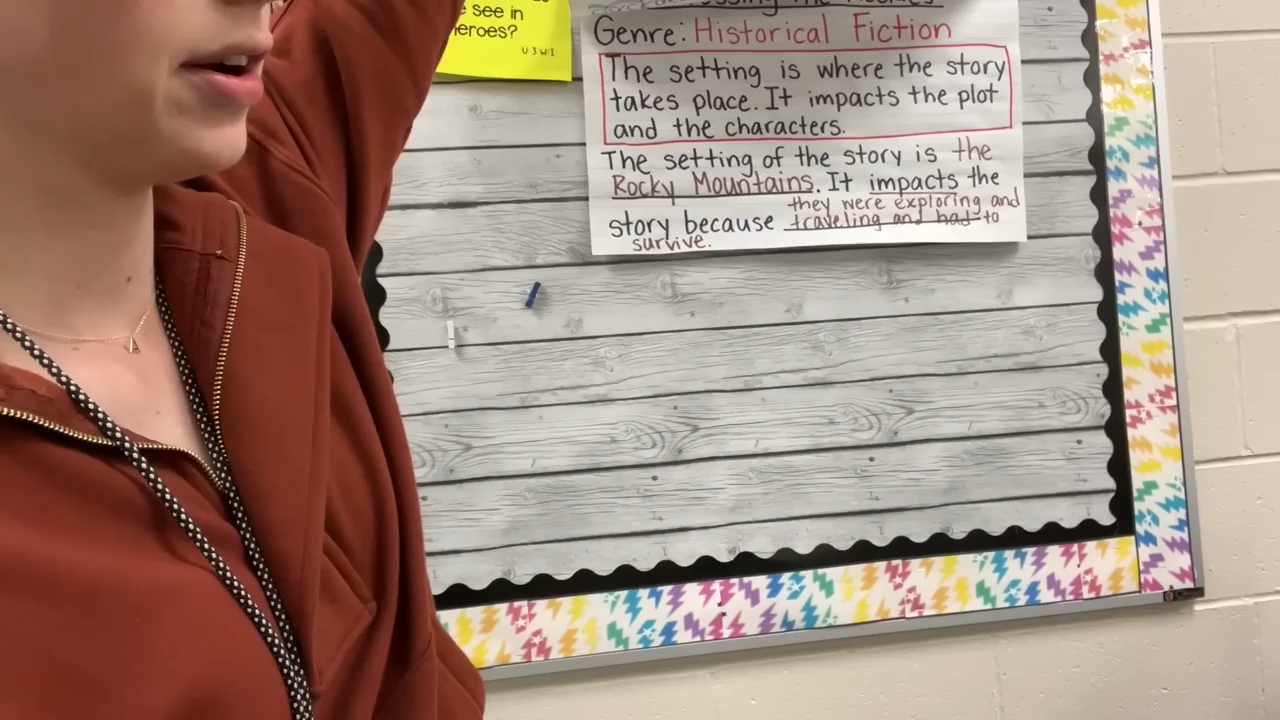 see in
heroes?
U3W1
Genre: Historical Fiction
The setting is where the story
takes place. It impacts the plot
and the characters.
The setting of the story is the
Rocky Mountains. It impacts the
story because they were exploring and
traveling and had to
survive.